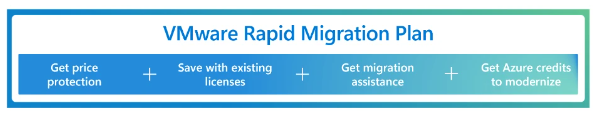 VMware Rapid Migration Plan
Get price
protection
+
Save with existing
licenses
+
Get migration
assistance
+
Get Azure credits
to modernize